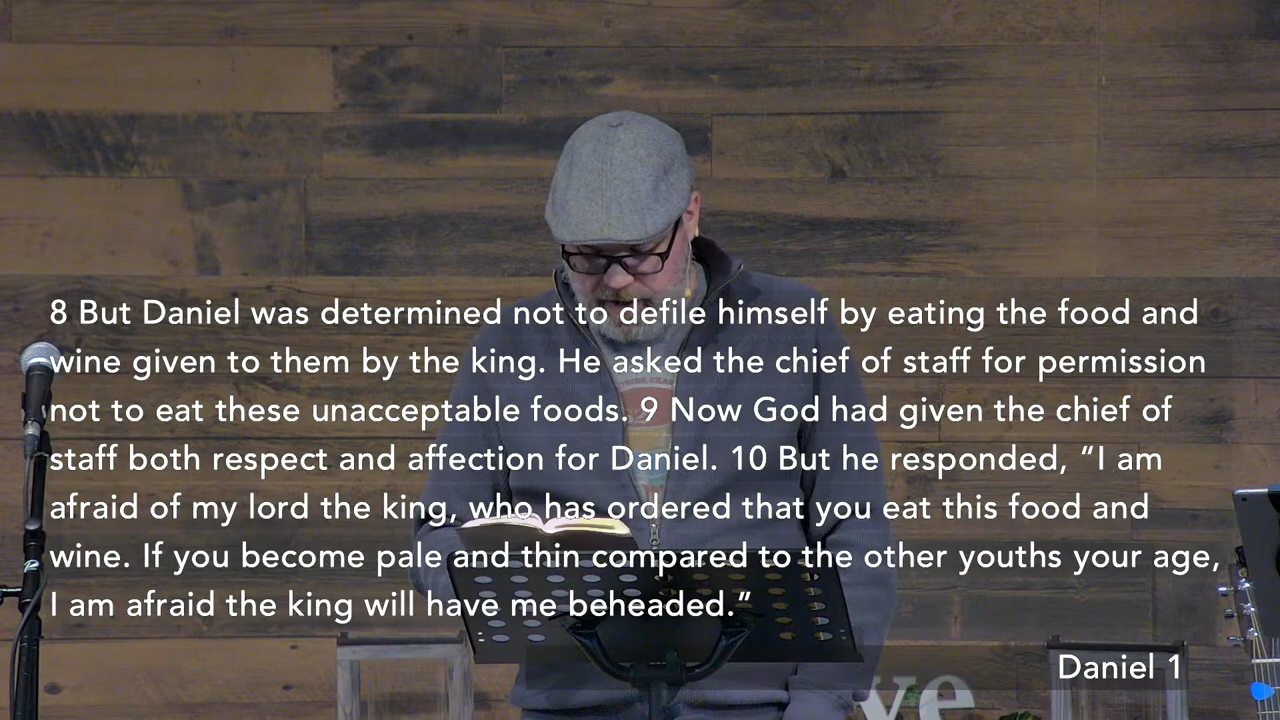 8 But Daniel was determined not to defile himself by eating the food and
wine given to them by the king. He asked the chief of staff for permission
not to eat these unacceptable foods. 9 Now God had given the chief of
staff both respect and affection for Daniel. 10 But he responded, “I am
afraid of my lord the king, who has ordered that you eat this food and
wine. If you become pale and thin compared to the other youths your age,
I am afraid the king will have me beheaded.”
Daniel 1